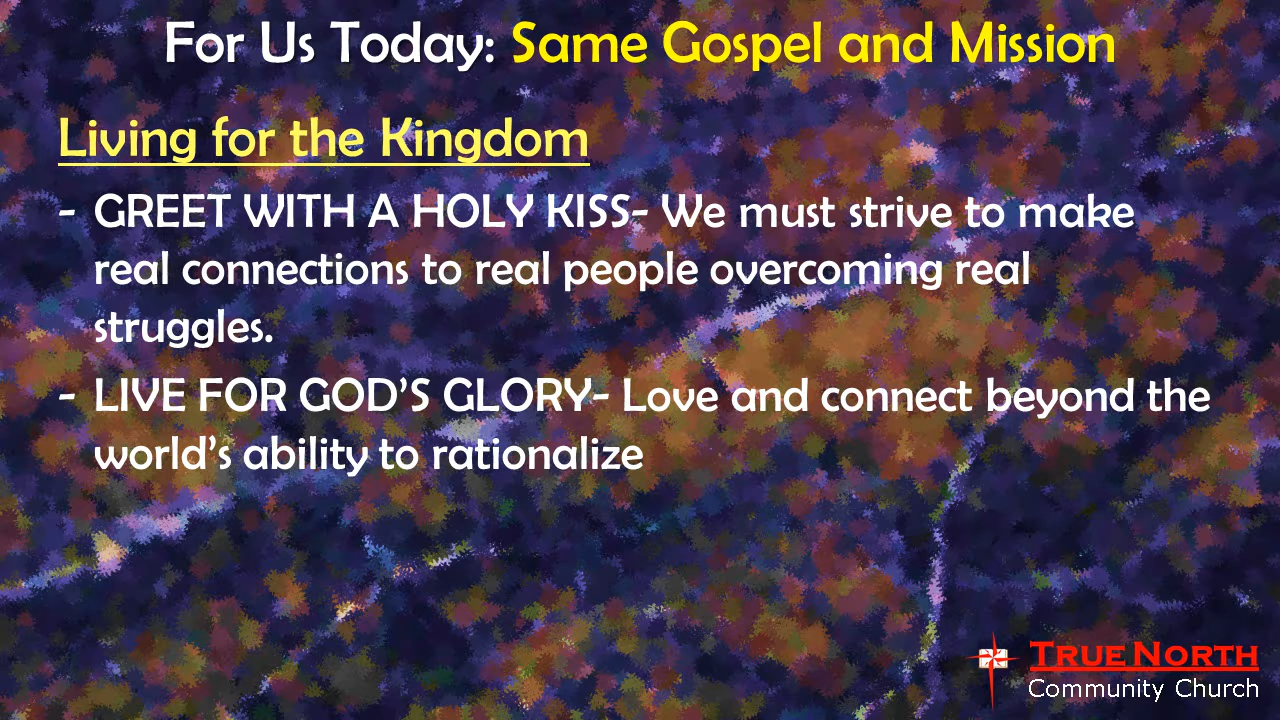 For Us Today: Same Gospel and Mission
Living for the Kingdom
- GREET WITH A HOLY KISS- We must strive to make
real connections to real people overcoming real
struggles.
- LIVE FOR GOD’S GLORY- Love and connect beyond the
world’s ability to rationalize
TRUE NORTH
Community Church